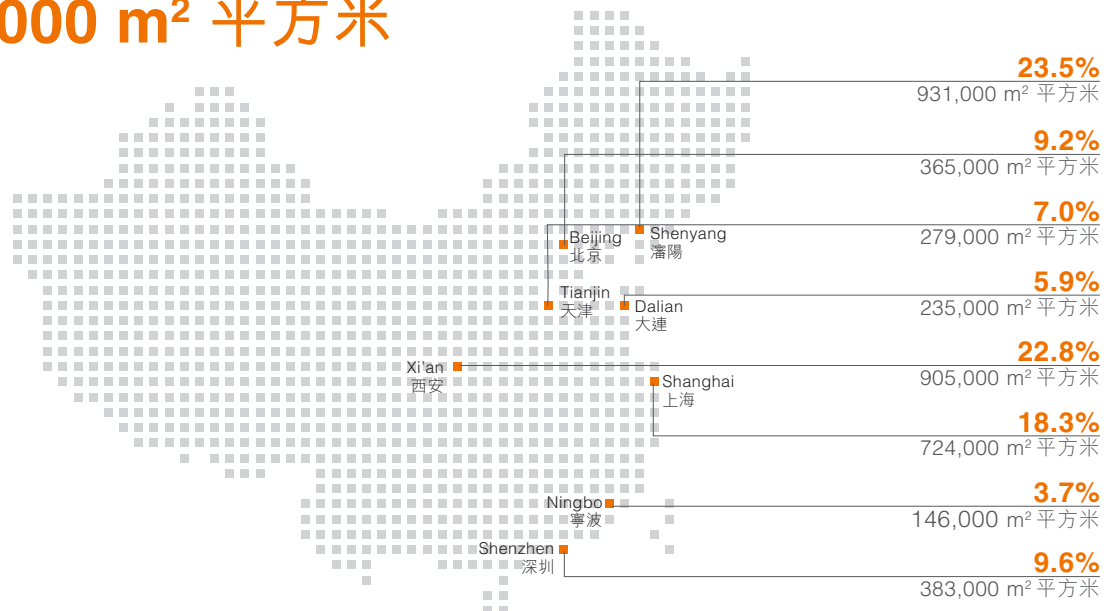 000 m² 平方米
23.5%
931,000 m² 平方米
9.2%
365,000 m² 平方米
7.0%
279,000 m² 平方米
5.9%
235,000 m² 平方米
22.8%
905,000 m² 平方米
18.3%
724,000 m² 平方米
3.7%
146,000 m² 平方米
9.6%
383,000 m² 平方米
Beijing
北京
Shenyang
瀋陽
Tianjin
天津
Dalian
大連
Xi'an
西安
Shanghai
上海
Ningbo
寧波
Shenzhen
深圳